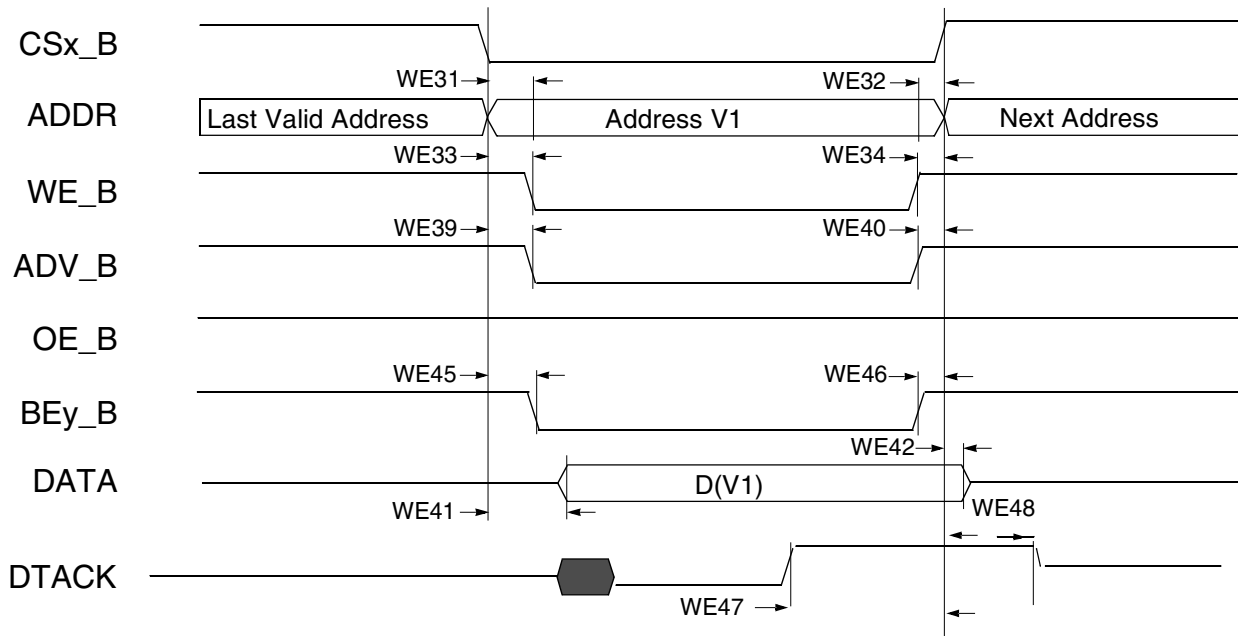 CSx_B
WE31
WE32
ADDR
Last Valid Address
Address V1
Next Address
WE33
WE34
WE_B
WE39
WE40
ADV_B
OE_B
WE45
WE46
BEy_B
WE42
DATA
D(V1)
WE41
WE48
DTACK
WE47